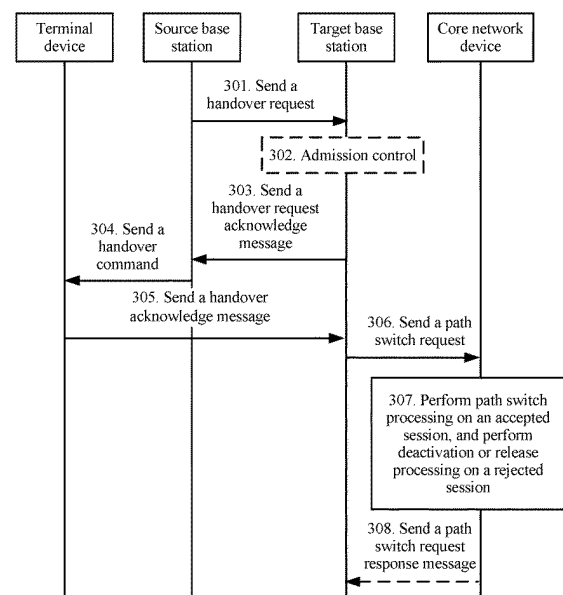 Terminal
device
Source base
station
Target base
station
Core network
device
301. Send a
handover request
302. Admission control
303. Send a
handover request
acknowledge
message
304. Send a
handover
command
305. Send a handover
acknowledge message
306. Send a path
switch request
307. Perform path switch
processing on an accepted
session, and perform
deactivation or release
processing on a rejected
session
308. Send a path
switch request
response message